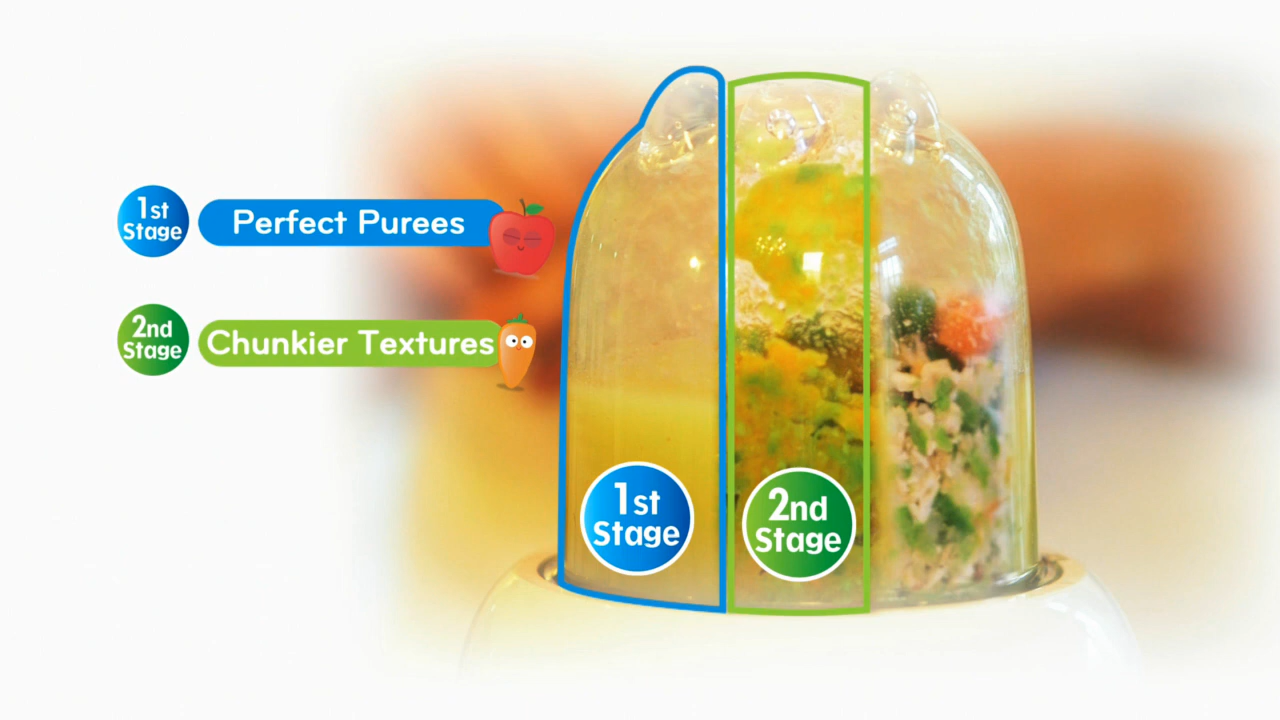 1st
Stage
Perfect Purees
2nd
Stage
Chunkier Textures
1st
Stage
2nd
Stage